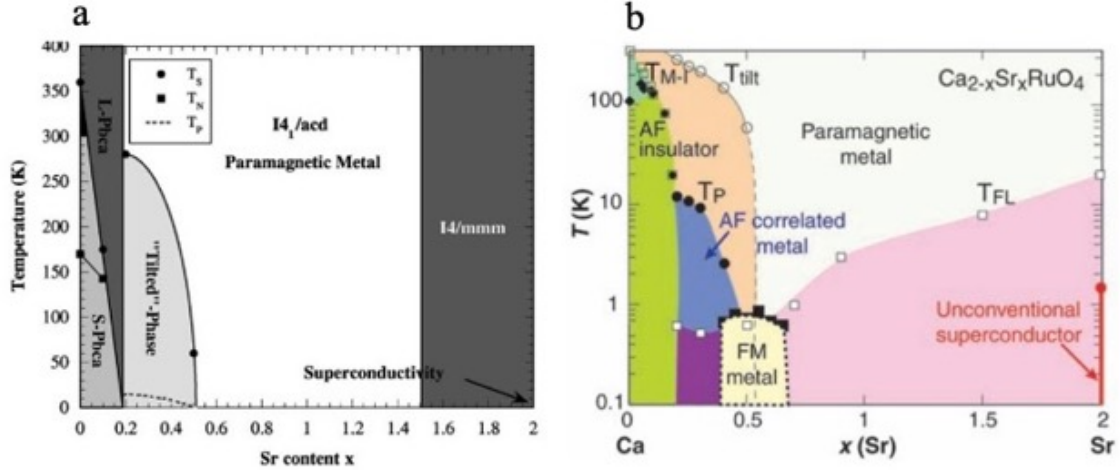 a
400
350
300
250
200
150
100
50
0
Temperature (K)
0
0.2
0.4
0.6
0.8
1
1.2
1.4
1.6
1.8
2
Sr content x
T_S
T_N
T_P
L-Pbca
S-Pbca
"Tilted"-Phase
I4₁/acd
Paramagnetic Metal
I4/mmm
Superconductivity
b
100
10
1
0.1
T (K)
T_M-I
T_tilt
Ca₂₋ₓSrₓRuO₄
AF
insulator
Paramagnetic
metal
T_P
T_FL
AF correlated
metal
Unconventional
superconductor
FM
metal
0
0.5
1
1.5
2
Ca
x (Sr)
Sr